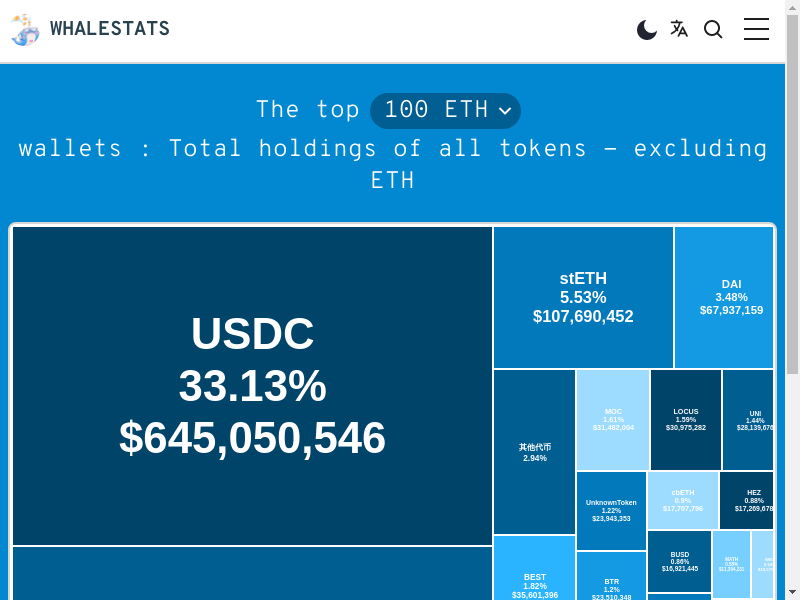 WHALESTATS
The top 100 ETH
wallets : Total holdings of all tokens – excluding
ETH
USDC
33.13%
$645,050,546
stETH
5.53%
$107,690,452
DAI
3.48%
$67,937,159
其他代币
2.94%
MOC
1.61%
$31,462,004
LOCUS
1.59%
$30,975,282
UNI
1.44%
$28,139,676
UnknownToken
1.22%
$23,943,353
cbETH
0.9%
$17,707,796
HEZ
0.88%
$17,269,678
BEST
1.82%
$35,601,396
BTR
1.2%
$23,510,348
BUSD
0.86%
$16,921,445
MATH